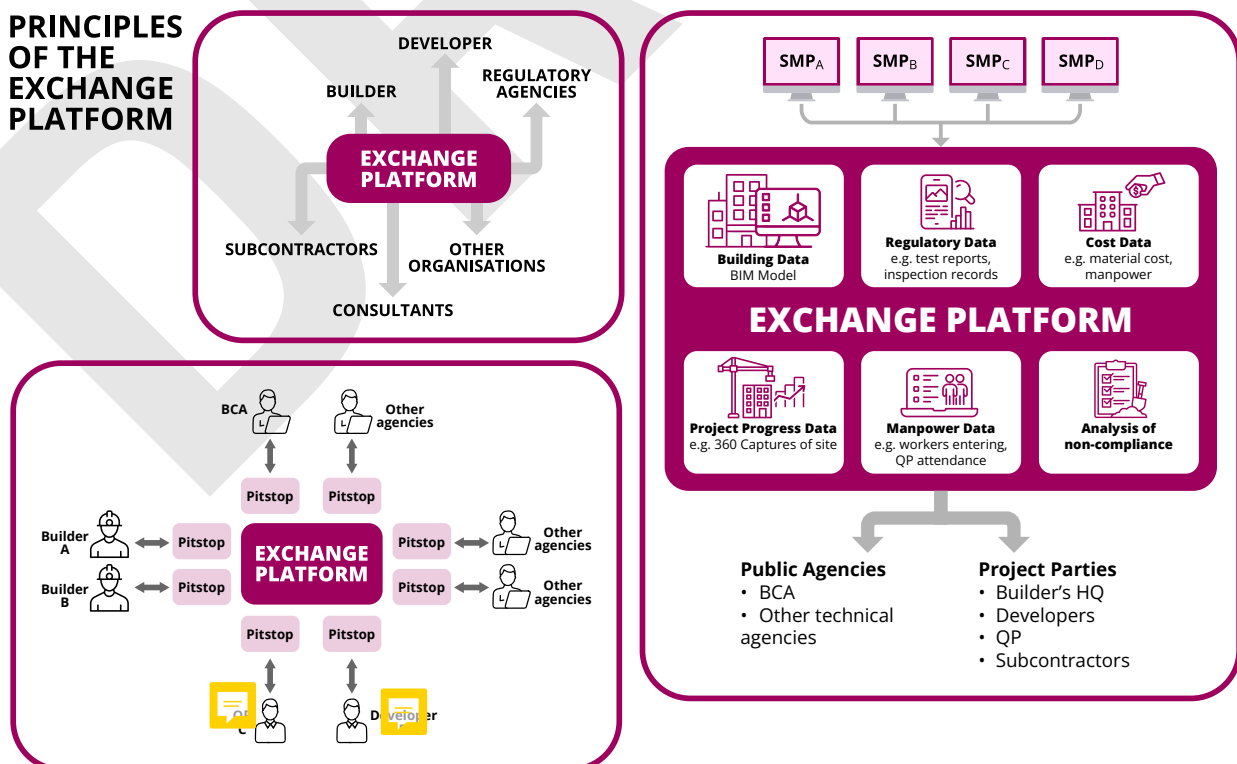 PRINCIPLES
OF THE
EXCHANGE
PLATFORM
DEVELOPER
REGULATORY
AGENCIES
BUILDER
EXCHANGE
PLATFORM
SUBCONTRACTORS
OTHER
ORGANISATIONS
CONSULTANTS
BCA
Other
agencies
Pitstop
Pitstop
Builder
A
Pitstop
Builder
B
Pitstop
EXCHANGE
PLATFORM
Pitstop
Other
agencies
Pitstop
Other
agencies
Pitstop
Pitstop
C
Developer
SMPA
SMPB
SMPC
SMPD
Building Data
BIM Model
Regulatory Data
e.g. test reports,
inspection records
Cost Data
e.g. material cost,
manpower
EXCHANGE PLATFORM
Project Progress Data
e.g. 360 Captures of site
Manpower Data
e.g. workers entering,
QP attendance
Analysis of
non-compliance
Public Agencies
• BCA
• Other technical
agencies
Project Parties
• Builder's HQ
• Developers
• QP
• Subcontractors